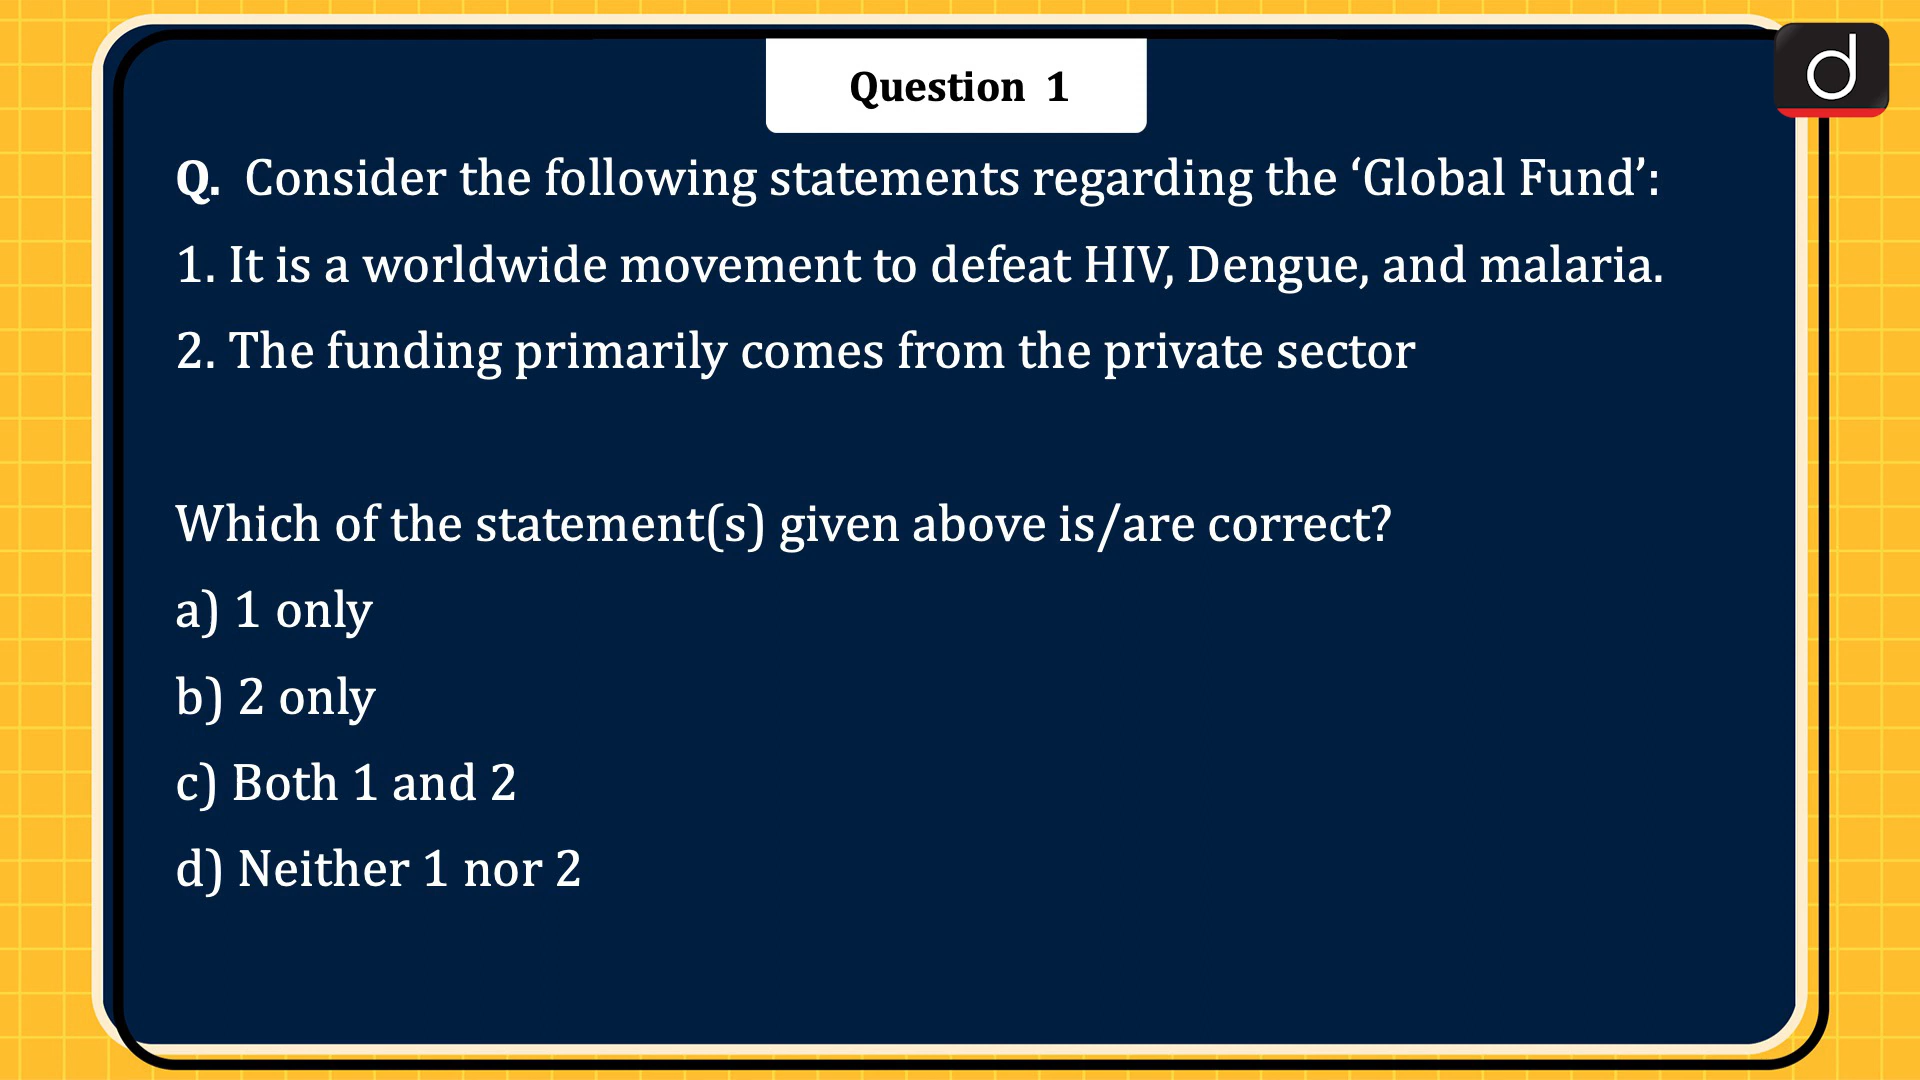 Question 1
Q. Consider the following statements regarding the ‘Global Fund’:
1. It is a worldwide movement to defeat HIV, Dengue, and malaria.
2. The funding primarily comes from the private sector
Which of the statement(s) given above is/are correct?
a) 1 only
b) 2 only
c) Both 1 and 2
d) Neither 1 nor 2
d